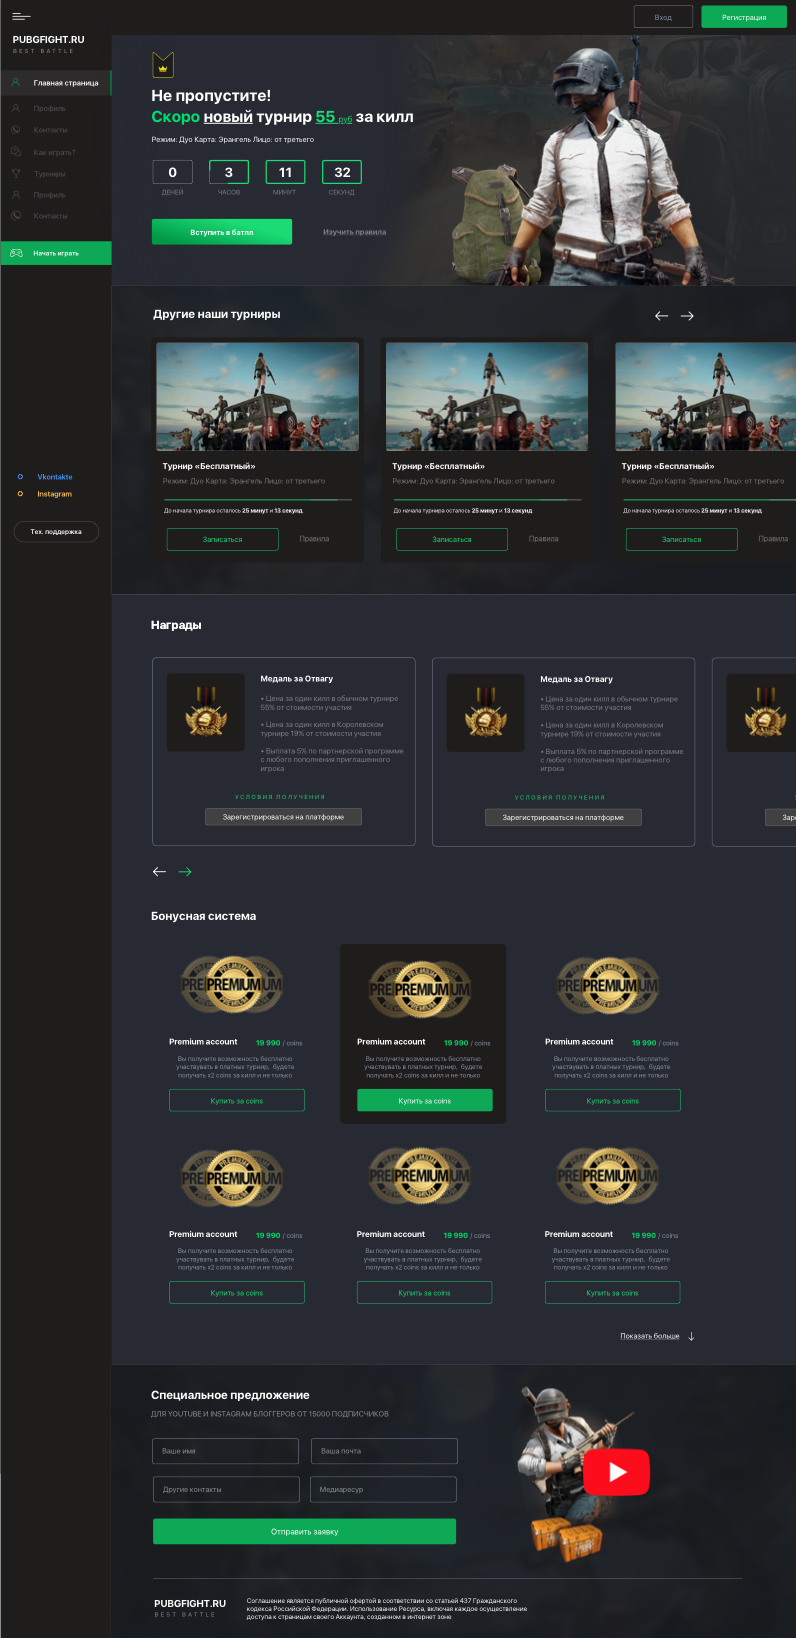 Вход
Регистрация
PUBGFIGHT.RU
BEST BATTLE
Главная страница
Профиль
Контакты
Как играть?
Турниры
Профиль
Контакты
Начать играть
Vkontakte
Instagram
Тех. поддержка
Не пропустите!
Скоро новый турнир 55 руб за килл
Режим: Дуо Карта: Эрангель Лицо: от третьего
0 3 11 32
ДЕНЕЙ ЧАСОВ МИНУТ СЕКУНД
Вступить в батлл
Изучить правила
Другие наши турниры
Турнир «Бесплатный»
Режим: Дуо Карта: Эрангель Лицо: от третьего
До начала турнира осталось 25 минут и 13 секунд
Записаться
Правила
Турнир «Бесплатный»
Режим: Дуо Карта: Эрангель Лицо: от третьего
До начала турнира осталось 25 минут и 13 секунд
Записаться
Правила
Турнир «Бесплатный»
Режим: Дуо Карта: Эрангель Лицо: от третьего
До начала турнира осталось 25 минут и 13 секунд
Записаться
Правила
Награды
Медаль за Отвагу
• Цена за один килл в обычном турнире
55% от стоимости участия
• Цена за один килл в Королевском
турнире 19% от стоимости участия
• Выплата 5% по партнерской программе
с любого пополнения приглашенного
игрока
УСЛОВИЯ ПОЛУЧЕНИЯ
Зарегистрироваться на платформе
Медаль за Отвагу
• Цена за один килл в обычном турнире
55% от стоимости участия
• Цена за один килл в Королевском
турнире 19% от стоимости участия
• Выплата 5% по партнерской программе
с любого пополнения приглашенного
игрока
УСЛОВИЯ ПОЛУЧЕНИЯ
Зарегистрироваться на платформе
Бонусная система
PREMIUM
Premium account 19 990 / coins
Вы получите возможность бесплатно
участвувать в платных турнир, будете
получать x2 coins за килл и не только
Купить за coins
PREMIUM
Premium account 19 990 / coins
Вы получите возможность бесплатно
участвувать в платных турнир, будете
получать x2 coins за килл и не только
Купить за coins
PREMIUM
Premium account 19 990 / coins
Вы получите возможность бесплатно
участвувать в платных турнир, будете
получать x2 coins за килл и не только
Купить за coins
PREMIUM
Premium account 19 990 / coins
Вы получите возможность бесплатно
участвувать в платных турнир, будете
получать x2 coins за килл и не только
Купить за coins
PREMIUM
Premium account 19 990 / coins
Вы получите возможность бесплатно
участвувать в платных турнир, будете
получать x2 coins за килл и не только
Купить за coins
PREMIUM
Premium account 19 990 / coins
Вы получите возможность бесплатно
участвувать в платных турнир, будете
получать x2 coins за килл и не только
Купить за coins
Показать больше
Специальное предложение
ДЛЯ YOUTUBE И INSTAGRAM БЛОГГЕРОВ ОТ 15000 ПОДПИСЧИКОВ
Ваше имя
Ваша почта
Другие контакты
Медиаресур
Отправить заявку
PUBGFIGHT.RU
BEST BATTLE
Соглашение является публичной офертой в соответствии со статьей 437 Гражданского
кодекса Российской Федерации. Использование Ресурса, включая каждое осуществление
доступа к страницам своего Аккаунта, созданном в интернет зоне